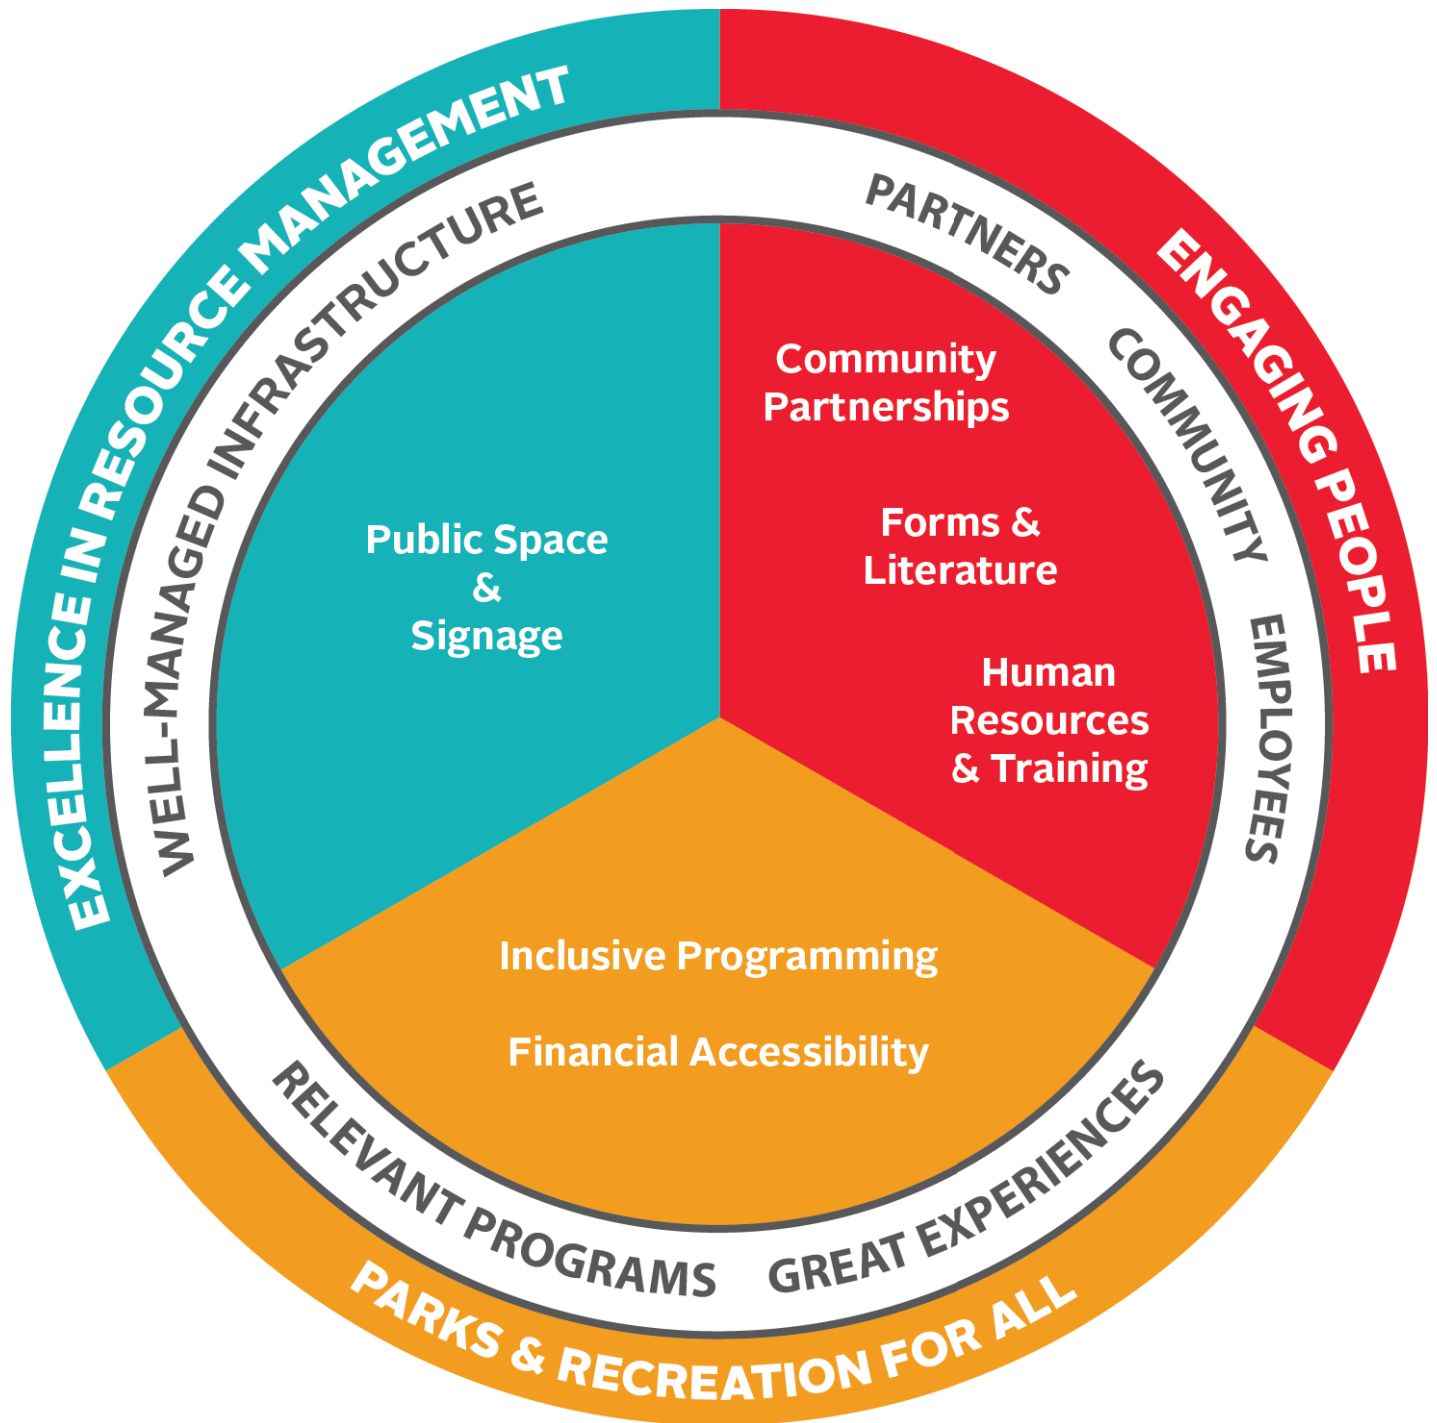 EXCELLENCE IN RESOURCE MANAGEMENT
WELL-MANAGED INFRASTRUCTURE
Public Space
&
Signage
ENGAGING PEOPLE
PARTNERS
COMMUNITY
EMPLOYEES
Community
Partnerships
Forms &
Literature
Human
Resources
& Training
Inclusive Programming
Financial Accessibility
RELEVANT PROGRAMS
GREAT EXPERIENCES
PARKS & RECREATION FOR ALL